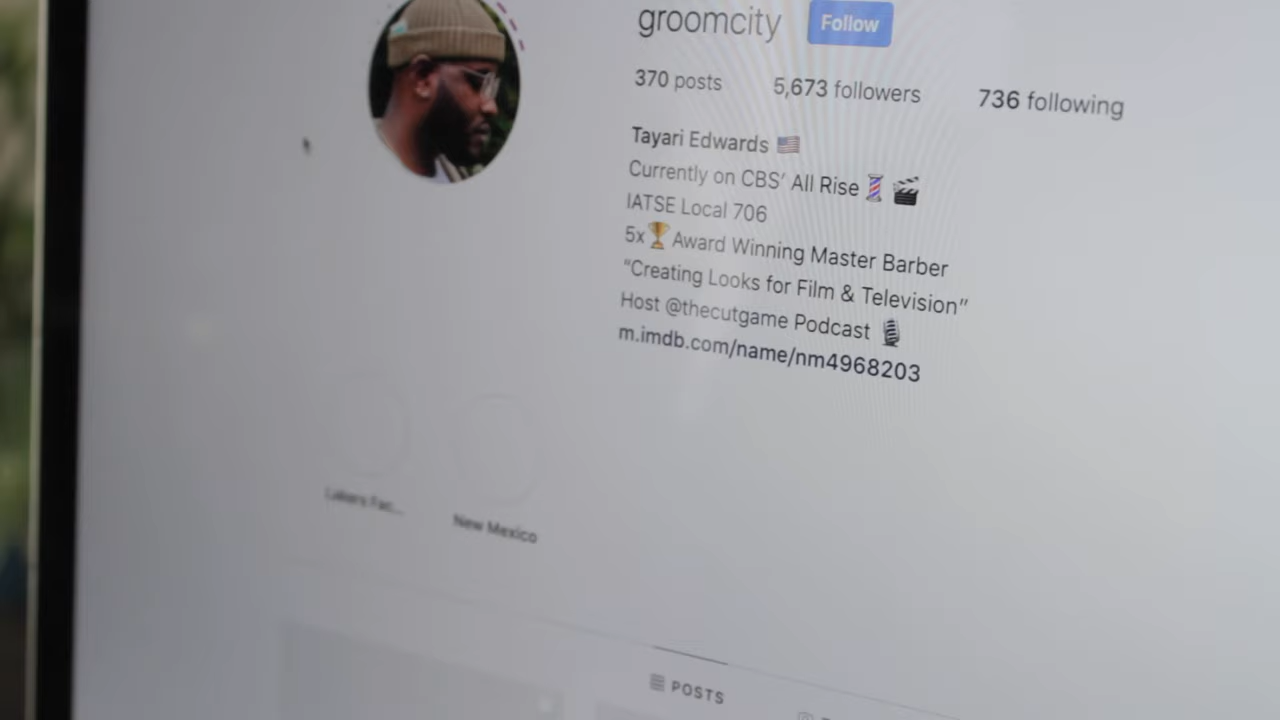 groomcity Follow
370 posts 5,673 followers 736 following
Tayari Edwards 🇺🇸
Currently on CBS' All Rise 💈 🎬
IATSE Local 706
5x🏆Award Winning Master Barber
"Creating Looks for Film & Television"
Host @thecutgame Podcast 🎙
m.imdb.com/name/nm4968203
Lakers Fac...
New Mexico
POSTS